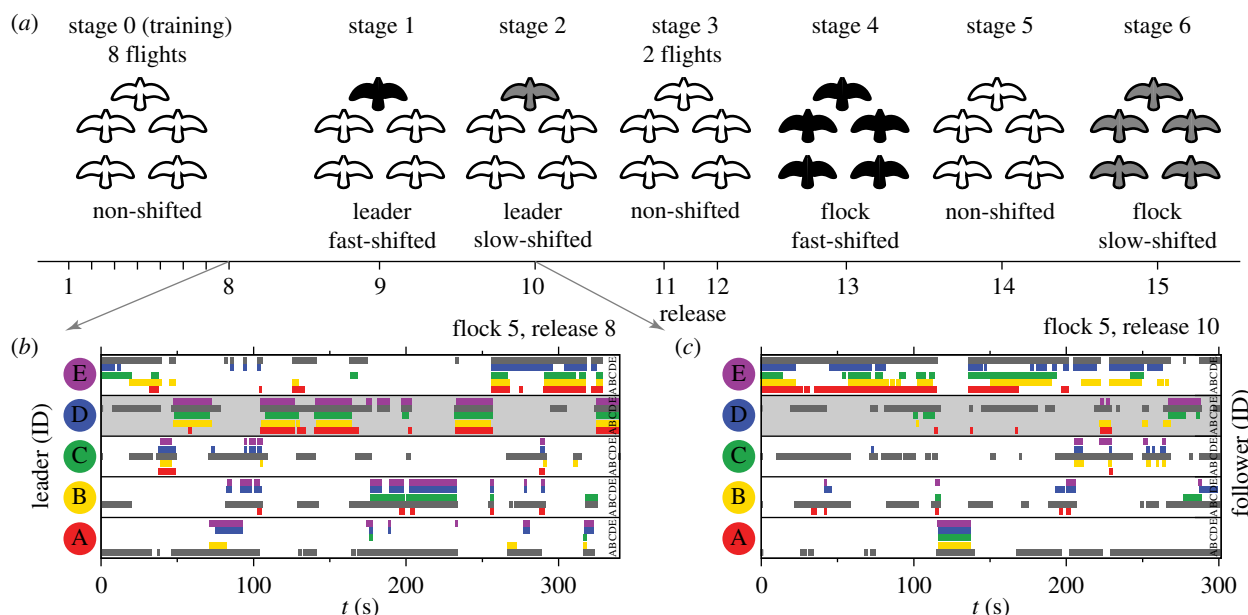 (a)
stage 0 (training)
8 flights
stage 1
stage 2
stage 3
2 flights
stage 4
stage 5
stage 6
non-shifted
leader
fast-shifted
leader
slow-shifted
non-shifted
flock
fast-shifted
non-shifted
flock
slow-shifted
1 8 9 10 11 12 13 14 15
release
(b)
flock 5, release 8
(c)
flock 5, release 10
leader (ID)
E
D
C
B
A
ABCDE
ABCDE
ABCDE
ABCDE
ABCDE
0 100 200 300
t (s)
E
D
C
B
A
ABCDE
ABCDE
ABCDE
ABCDE
ABCDE
follower (ID)
0 100 200 300
t (s)